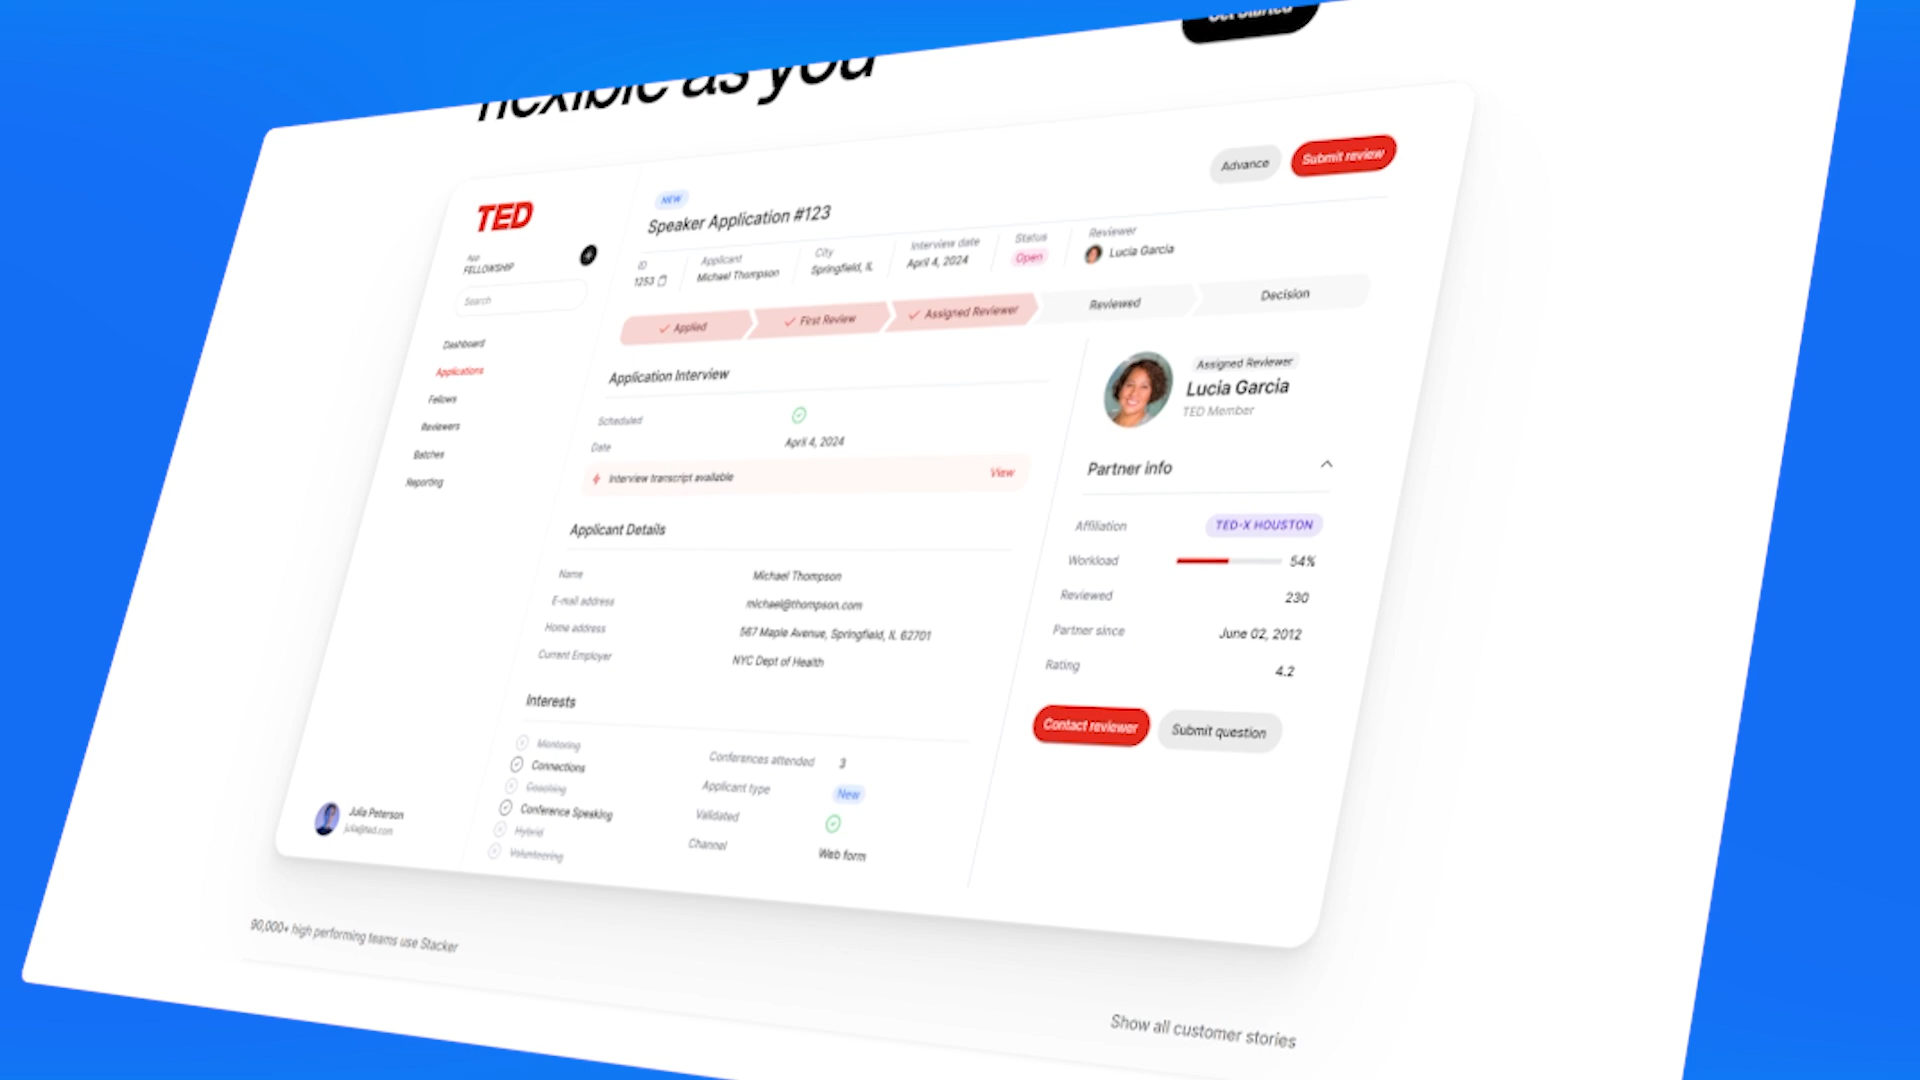 flexible as you
Get Started
TED
App
FELLOWSHIP
Search
Dashboard
Applications
Fellows
Reviewers
Batches
Reporting
Julia Peterson
julia@ted.com
NEW
Speaker Application #123
Advance
Submit review
ID
1253
Applicant
Michael Thompson
City
Springfield, IL
Interview date
April 4, 2024
Status
Open
Reviewer
Lucia Garcia
Applied
First Review
Assigned Reviewer
Reviewed
Decision
Application Interview
Scheduled
Date
April 4, 2024
Interview transcript available
View
Applicant Details
Name
Michael Thompson
E-mail address
michael@thompson.com
Home address
567 Maple Avenue, Springfield, IL 62701
Current Employer
NYC Dept of Health
Interests
Mentoring
Connections
Coaching
Conference Speaking
Hybrid
Volunteering
Conferences attended
3
Applicant type
New
Validated
Channel
Web form
Assigned Reviewer
Lucia Garcia
TED Member
Partner info
Affiliation
TED-X HOUSTON
Workload
54%
Reviewed
230
Partner since
June 02, 2012
Rating
4.2
Contact reviewer
Submit question
90,000+ high performing teams use Stacker
Show all customer stories